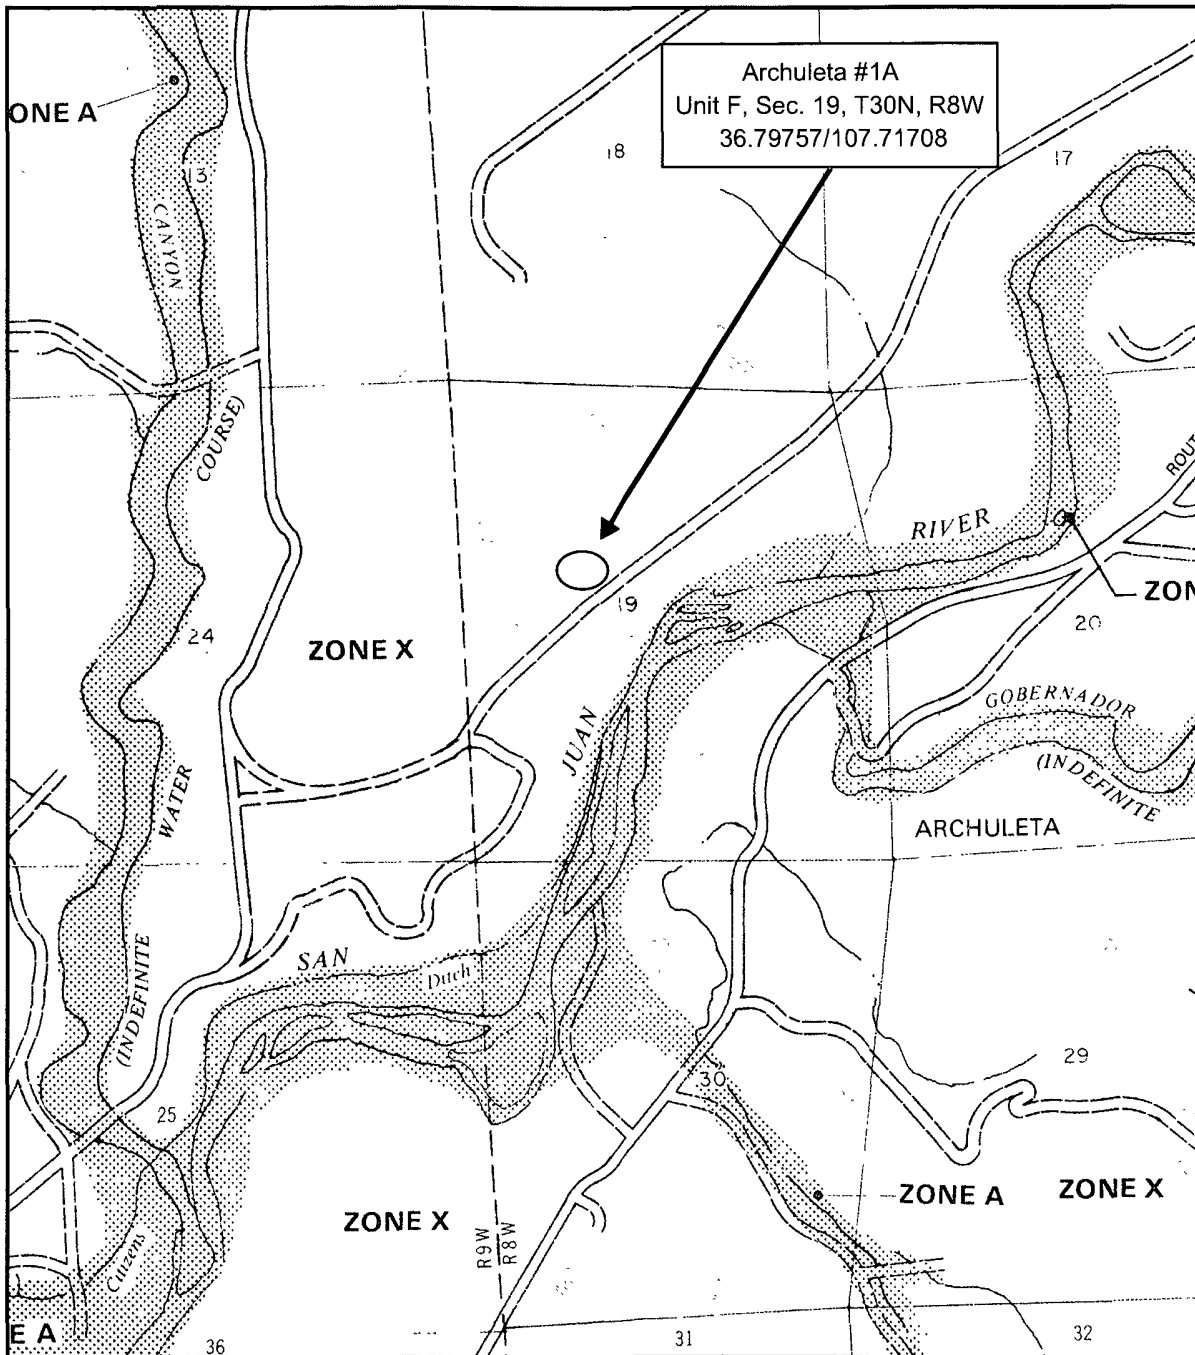 Archuleta #1A
Unit F, Sec. 19, T30N, R8W
36.79757/107.71708
ONE A
18
17
13
CANYON
COURSE)
ROUT
RIVER
ZON
19
20
24
ZONE X
GOBERNADOR
(INDEFINITE
JUAN
WATER
ARCHULETA
SAN
Ditch
(INDEFINITE
29
30
25
ZONE A
ZONE X
ZONE X
R9W
R8W
Citizens
E A
36
31
32